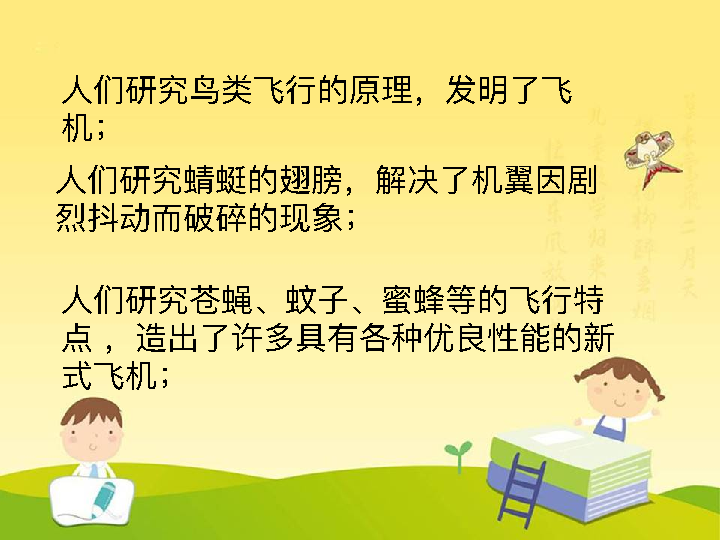 人们研究鸟类飞行的原理，发明了飞
机；
人们研究蜻蜓的翅膀，解决了机翼因剧
烈抖动而破碎的现象；
人们研究苍蝇、蚊子、蜜蜂等的飞行特
点 ，造出了许多具有各种优良性能的新
式飞机；